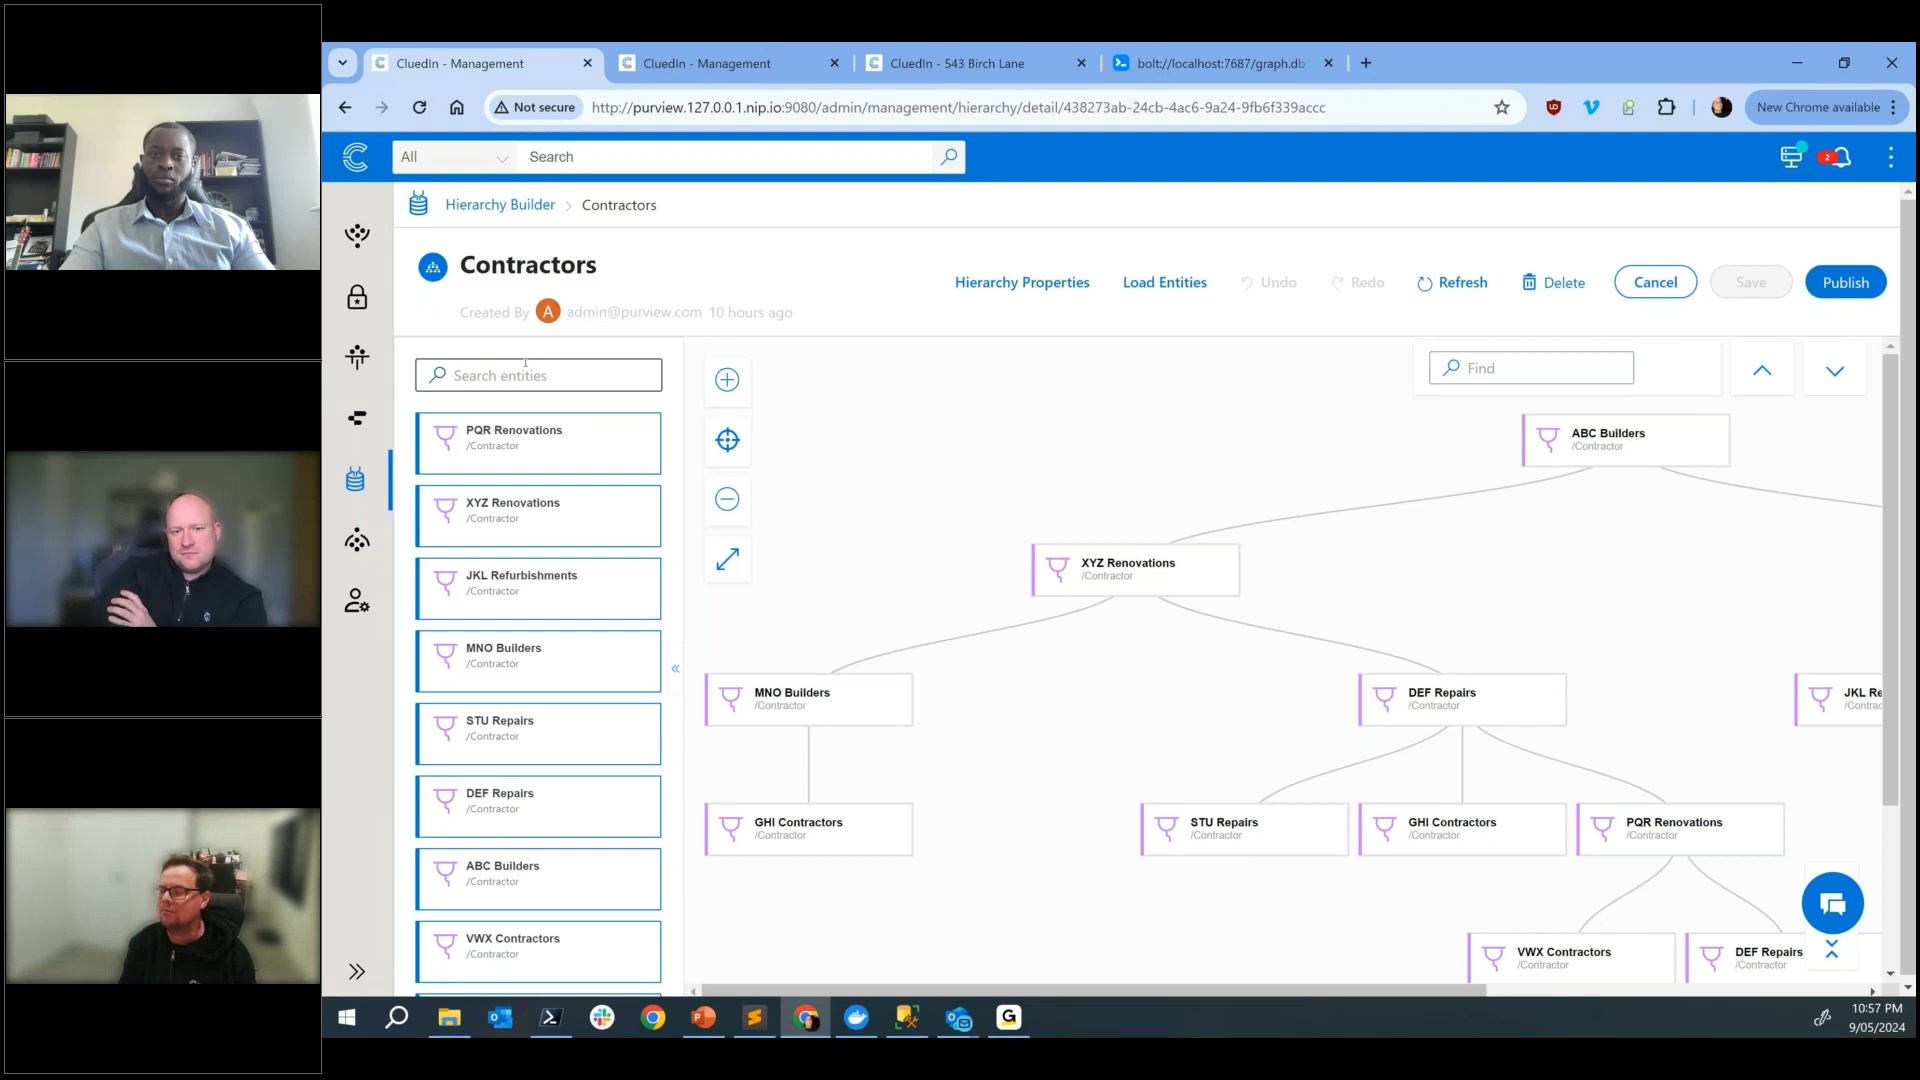 CluedIn - Management
CluedIn - Management
CluedIn - 543 Birch Lane
bolt://localhost:7687/graph.db
Not secure
http://purview.127.0.0.1.nip.io:9080/admin/management/hierarchy/detail/438273ab-24cb-4ac6-9a24-9fb6f339accc
New Chrome available
All
Search
2
Hierarchy Builder > Contractors
Contractors
Created By A admin@purview.com 10 hours ago
Hierarchy Properties
Load Entities
Undo
Redo
Refresh
Delete
Cancel
Save
Publish
Search entities
PQR Renovations
/Contractor
XYZ Renovations
/Contractor
JKL Refurbishments
/Contractor
MNO Builders
/Contractor
STU Repairs
/Contractor
DEF Repairs
/Contractor
ABC Builders
/Contractor
VWX Contractors
/Contractor
Find
ABC Builders
/Contractor
XYZ Renovations
/Contractor
MNO Builders
/Contractor
DEF Repairs
/Contractor
JKL Re
/Contrac
GHI Contractors
/Contractor
STU Repairs
/Contractor
GHI Contractors
/Contractor
PQR Renovations
/Contractor
VWX Contractors
/Contractor
DEF Repairs
/Contractor
10:57 PM
9/05/2024